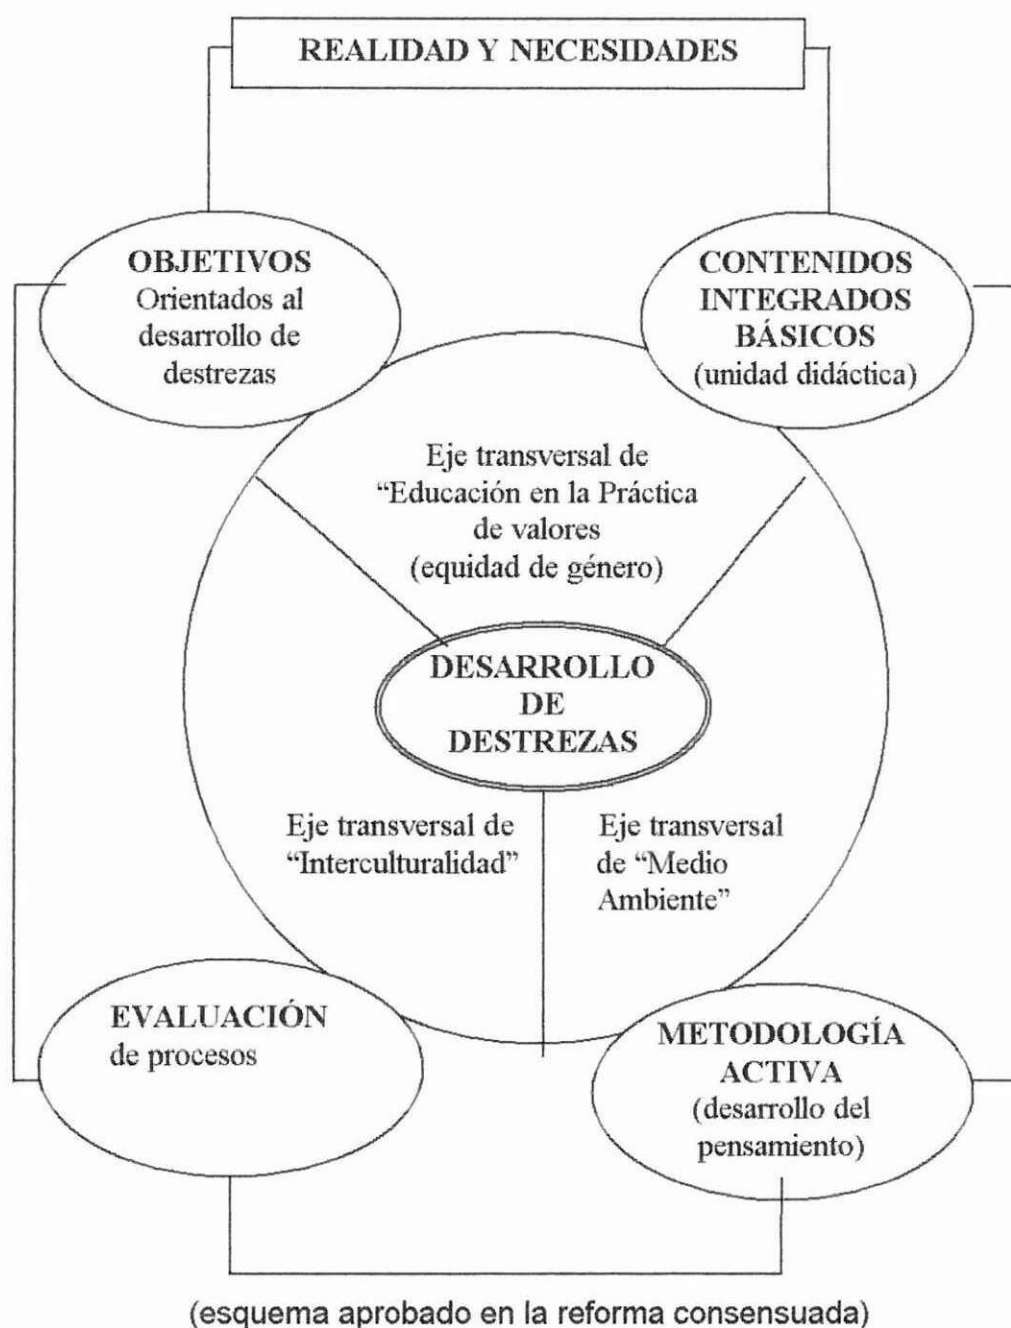 REALIDAD Y NECESIDADES
OBJETIVOS
Orientados al
desarrollo de
destrezas
CONTENIDOS
INTEGRADOS
BÁSICOS
(unidad didáctica)
Eje transversal de
“Educación en la Práctica
de valores
(equidad de género)
DESARROLLO
DE
DESTREZAS
Eje transversal de
“Interculturalidad”
Eje transversal
de “Medio
Ambiente”
EVALUACIÓN
de procesos
METODOLOGÍA
ACTIVA
(desarrollo del
pensamiento)
(esquema aprobado en la reforma consensuada)